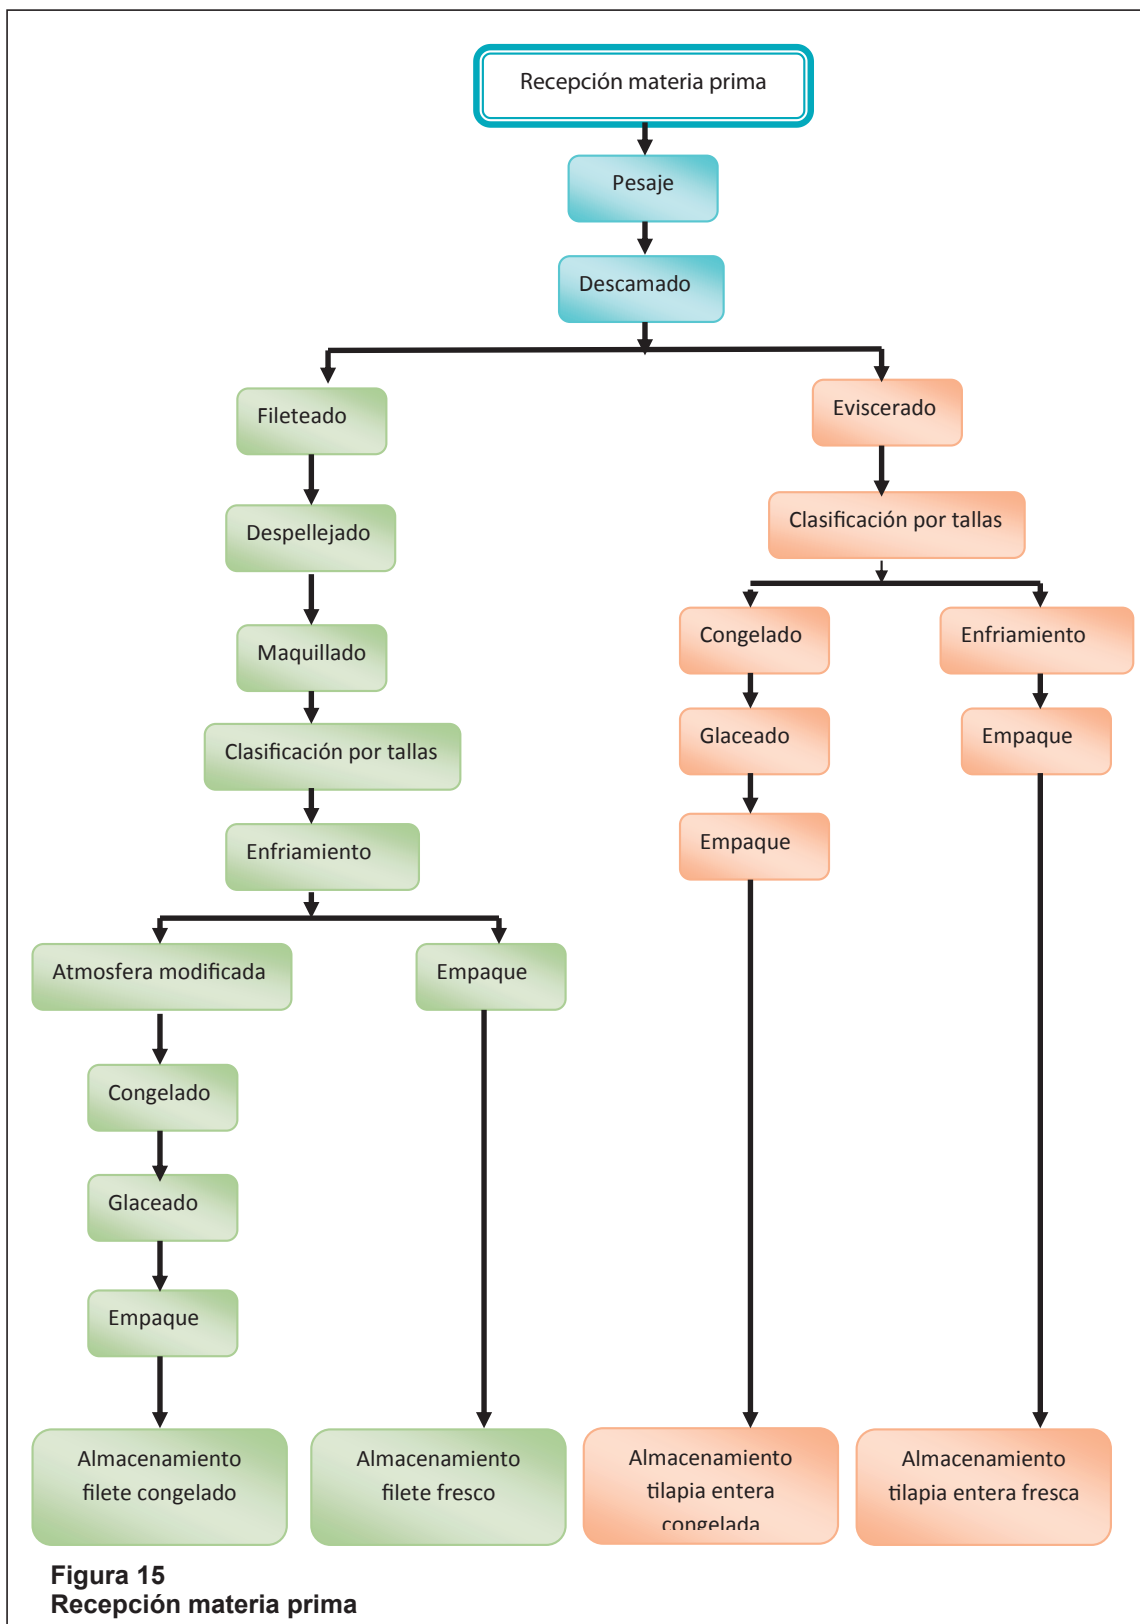 Recepción materia prima
Pesaje
Descamado
Fileteado
Eviscerado
Despellejado
Clasificación por tallas
Maquillado
Congelado
Enfriamiento
Clasificación por tallas
Glaceado
Empaque
Enfriamiento
Empaque
Atmosfera modificada
Empaque
Congelado
Glaceado
Empaque
Almacenamiento
filete congelado
Almacenamiento
filete fresco
Almacenamiento
tilapia entera
congelada
Almacenamiento
tilapia entera fresca
Figura 15
Recepción materia prima